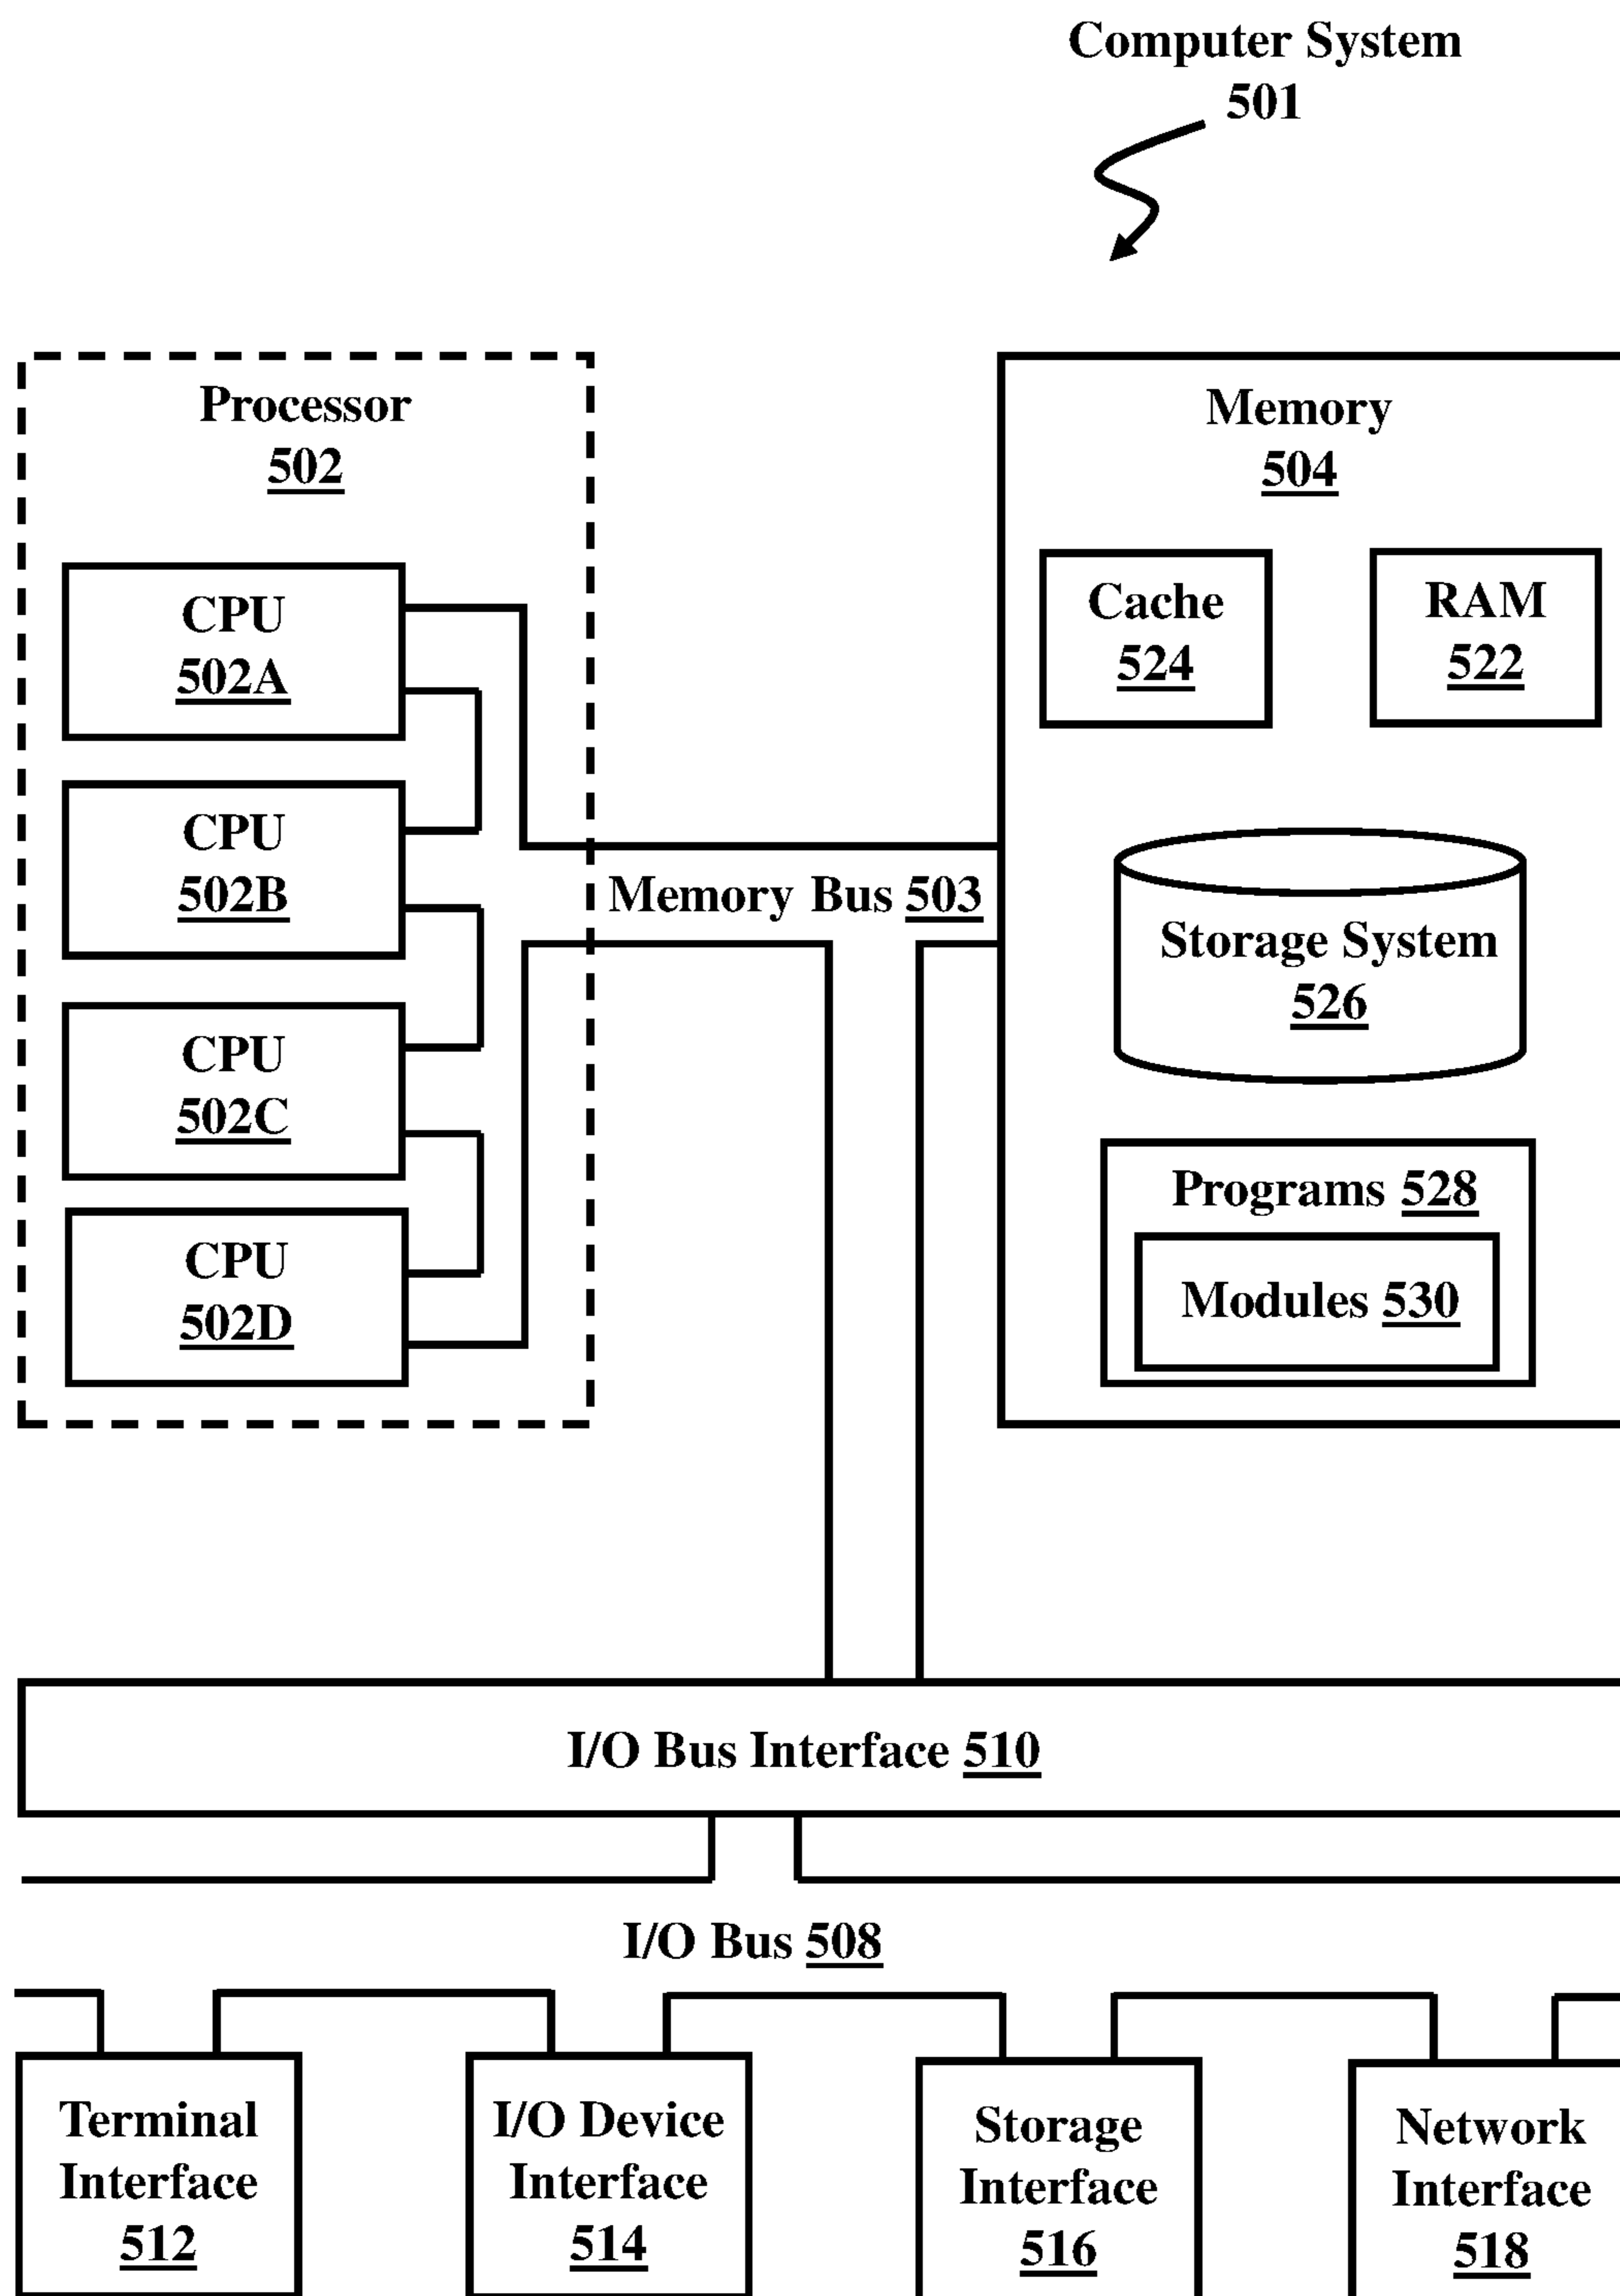 Computer System
501
Processor
502
CPU
502A
CPU
502B
CPU
502C
CPU
502D
Memory Bus 503
Memory
504
Cache
524
RAM
522
Storage System
526
Programs 528
Modules 530
I/O Bus Interface 510
I/O Bus 508
Terminal
Interface
512
I/O Device
Interface
514
Storage
Interface
516
Network
Interface
518